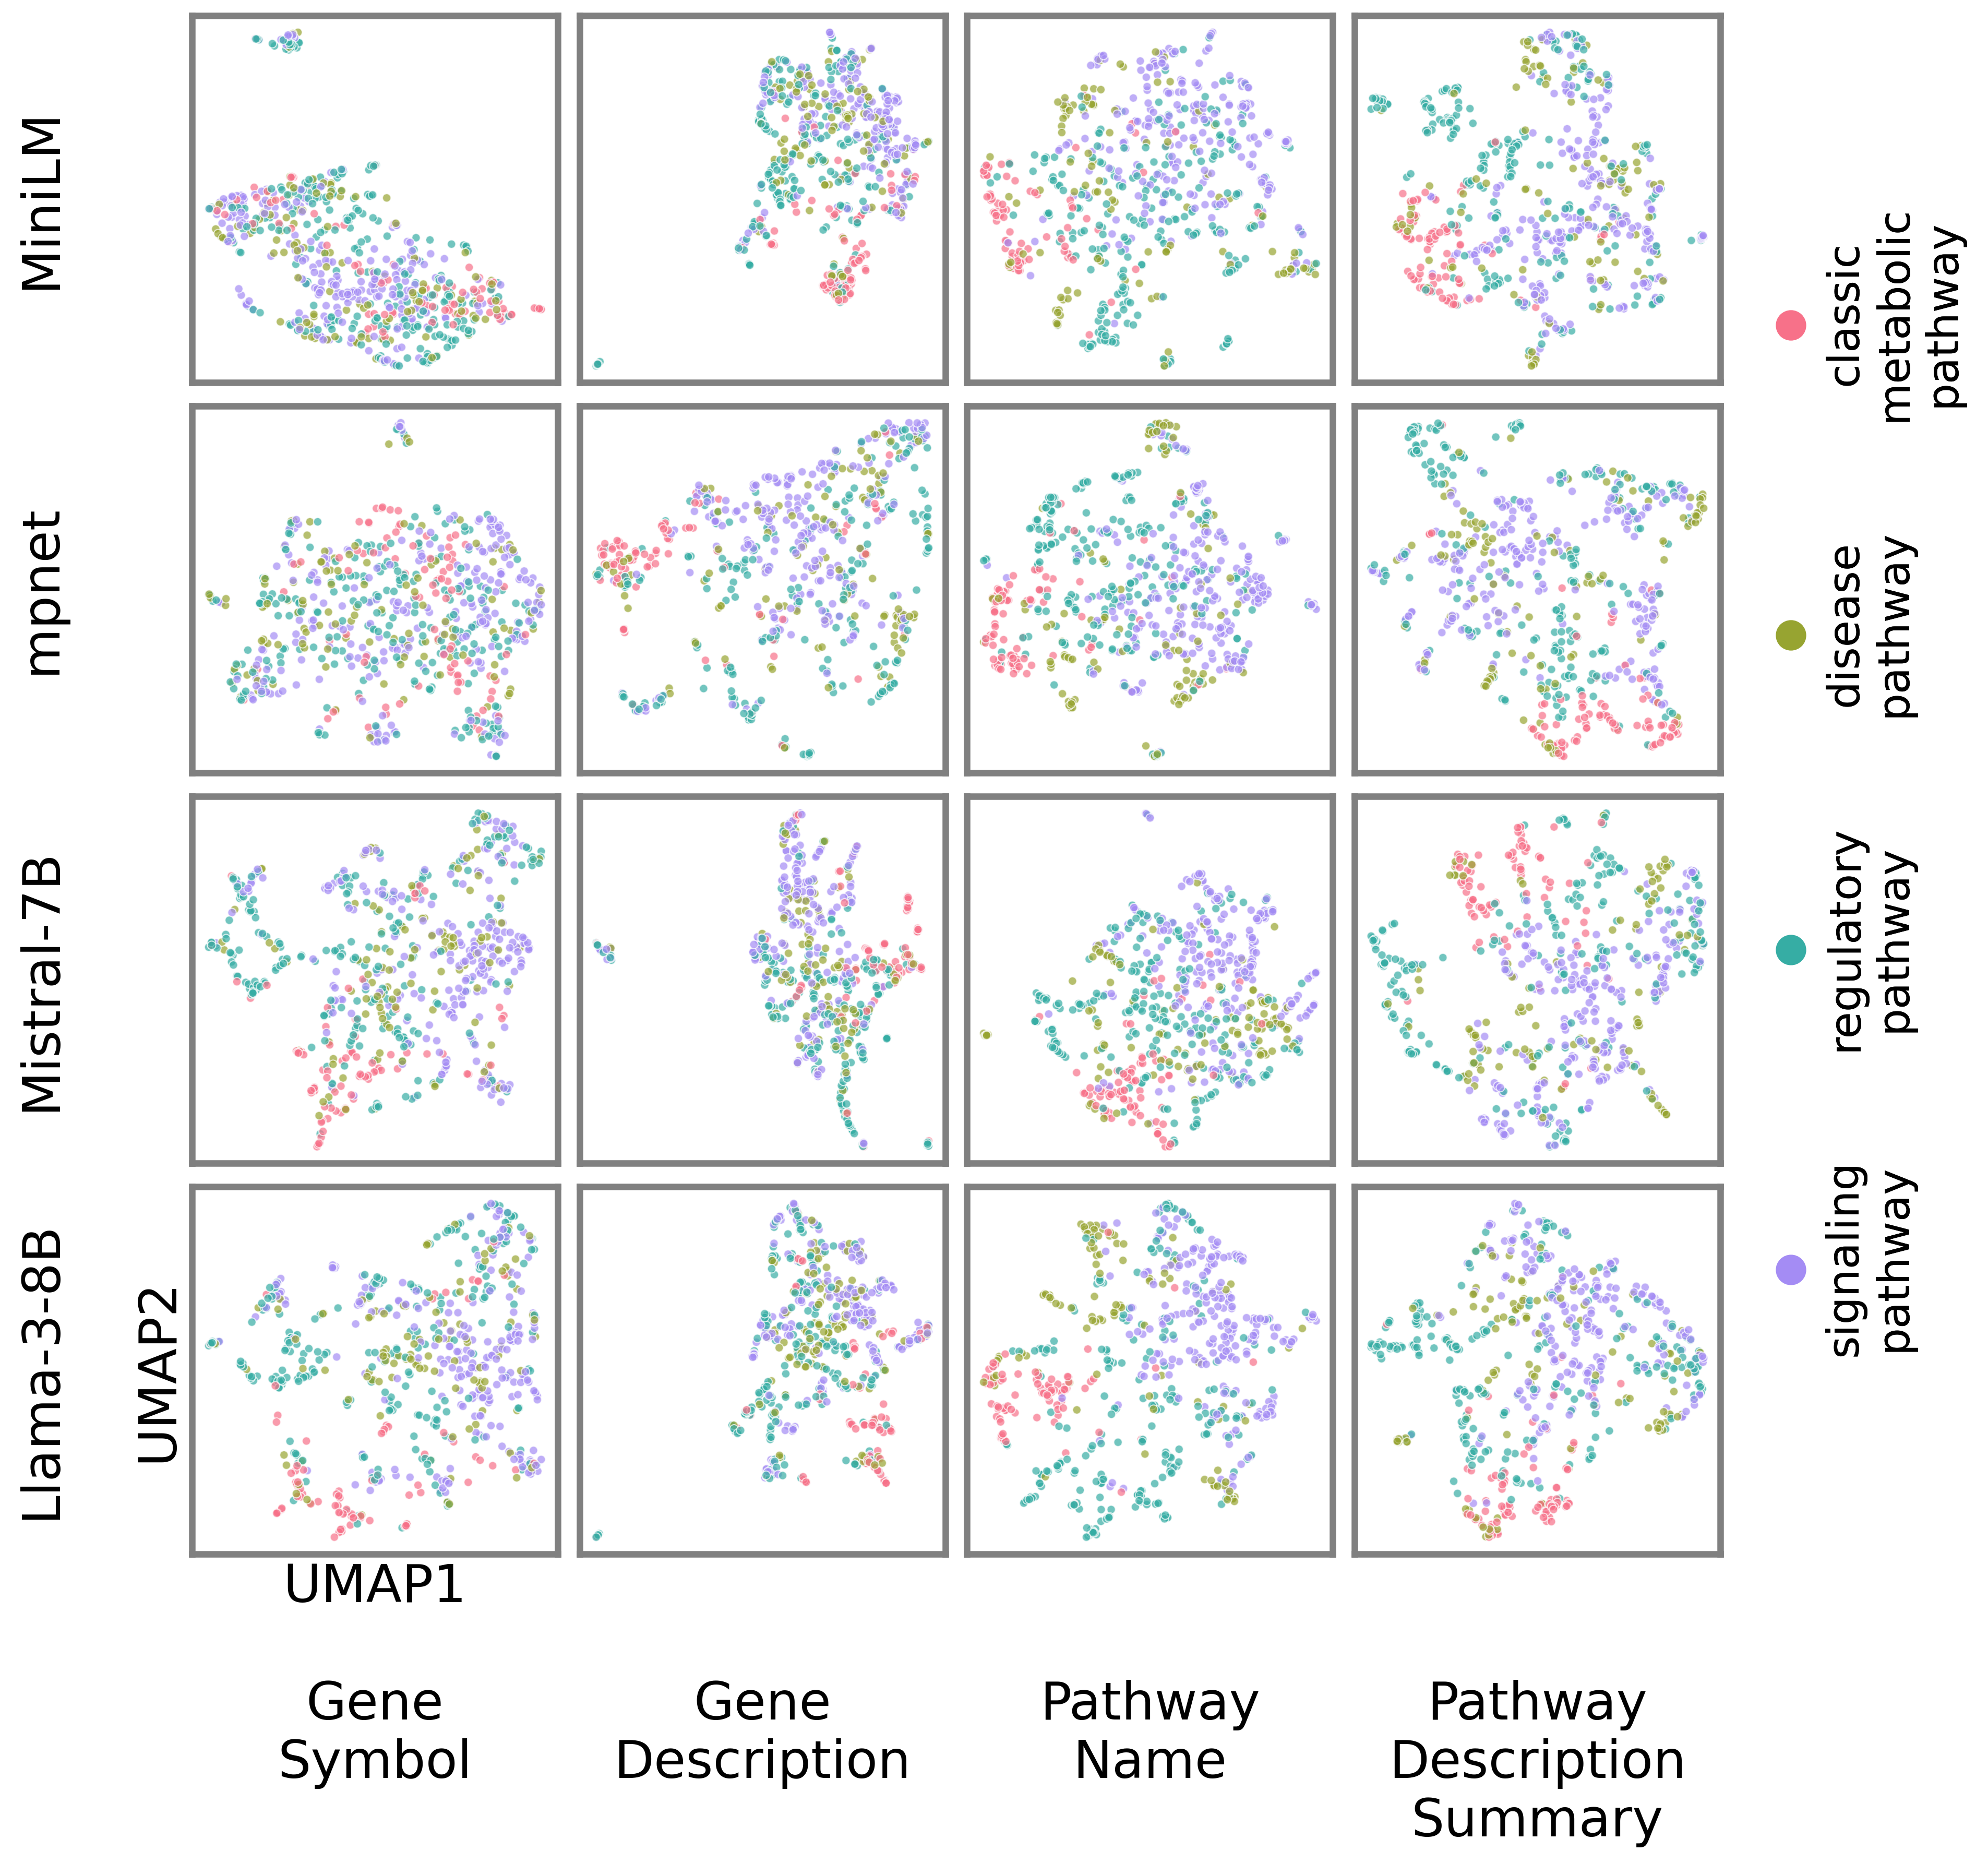 MiniLM
mpnet
Mistral-7B
Llama-3-8B
UMAP2
UMAP1
Gene
Symbol
Gene
Description
Pathway
Name
Pathway
Description
Summary
classic
metabolic
pathway
disease
pathway
regulatory
pathway
signaling
pathway